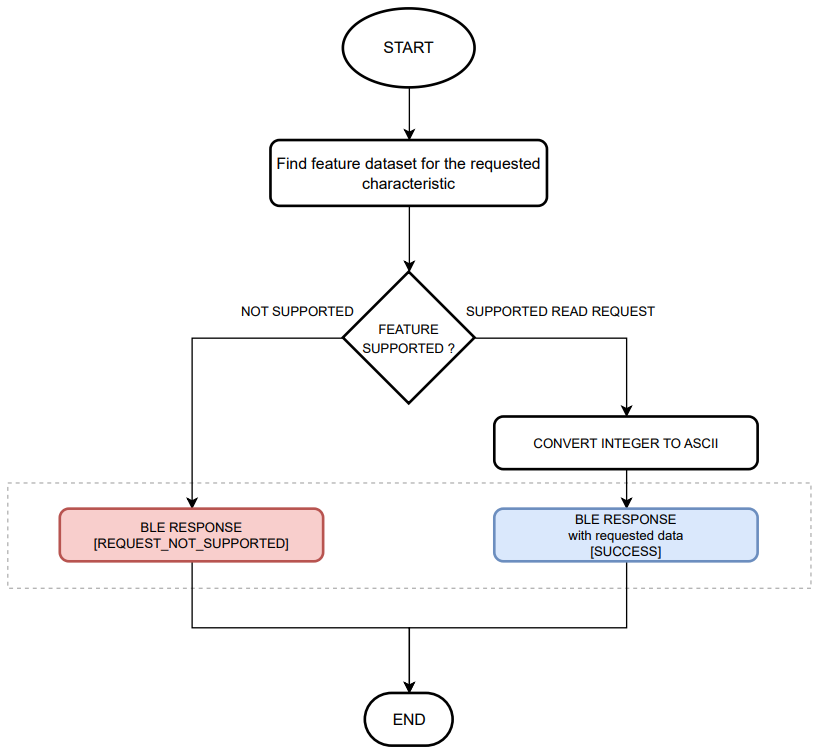 START
Find feature dataset for the requested
characteristic
NOT SUPPORTED
SUPPORTED READ REQUEST
FEATURE
SUPPORTED ?
CONVERT INTEGER TO ASCII
BLE RESPONSE
[REQUEST_NOT_SUPPORTED]
BLE RESPONSE
with requested data
[SUCCESS]
END